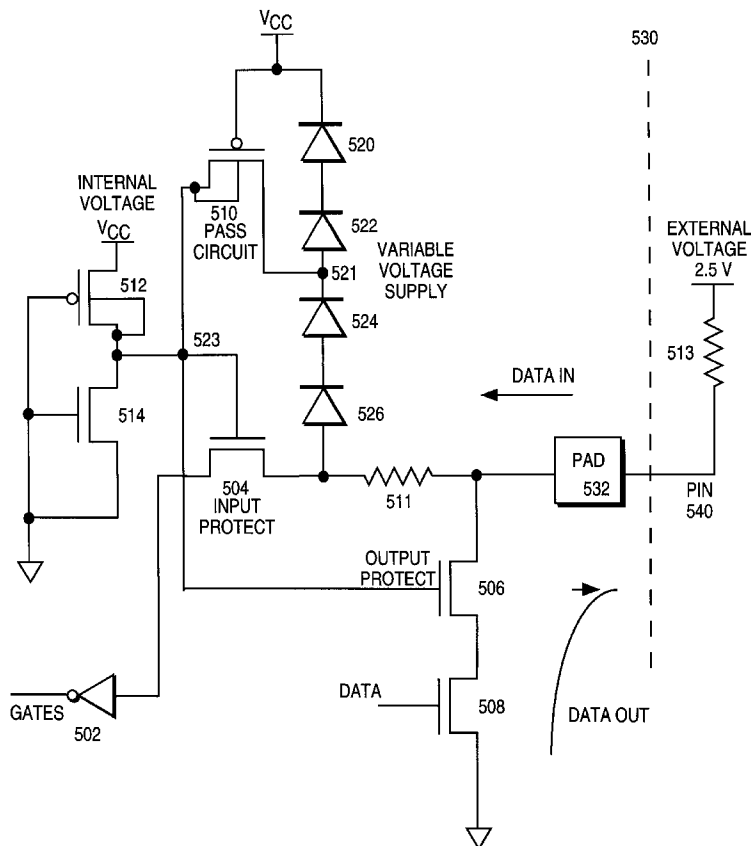 VCC
530
520
INTERNAL
VOLTAGE
VCC
510
PASS
CIRCUIT
522
VARIABLE
VOLTAGE
SUPPLY
521
EXTERNAL
VOLTAGE
2.5 V
512
523
524
513
DATA IN
514
526
504
INPUT
PROTECT
511
PAD
532
PIN
540
OUTPUT
PROTECT
506
GATES
502
DATA
508
DATA OUT